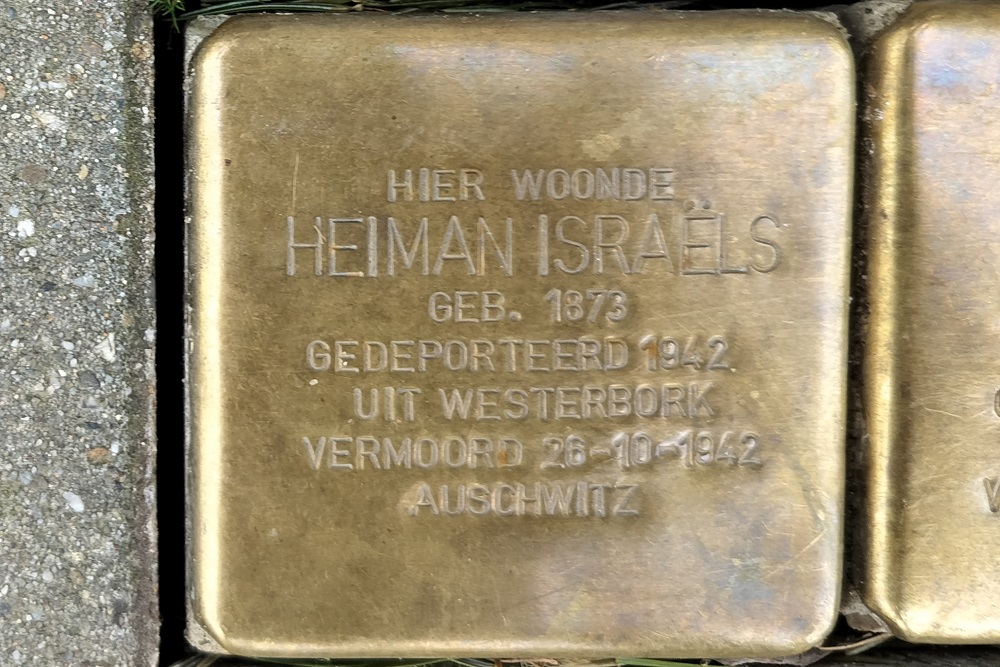 HIER WOONDE
HEIMAN ISRAËLS
GEB. 1873
GEDEPORTEERD 1942
UIT WESTERBORK
VERMOORD 26-10-1942
AUSCHWITZ